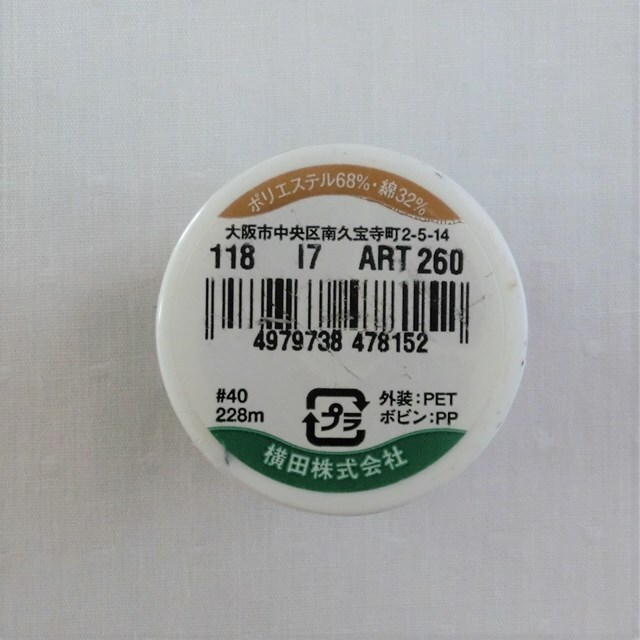 ポリエステル68%・綿32%
大阪市中央区南久宝寺町2-5-14
118 17 ART 260
4979738 478152
#40
228m
プラ
外装:PET
ボビン:PP
横田株式会社